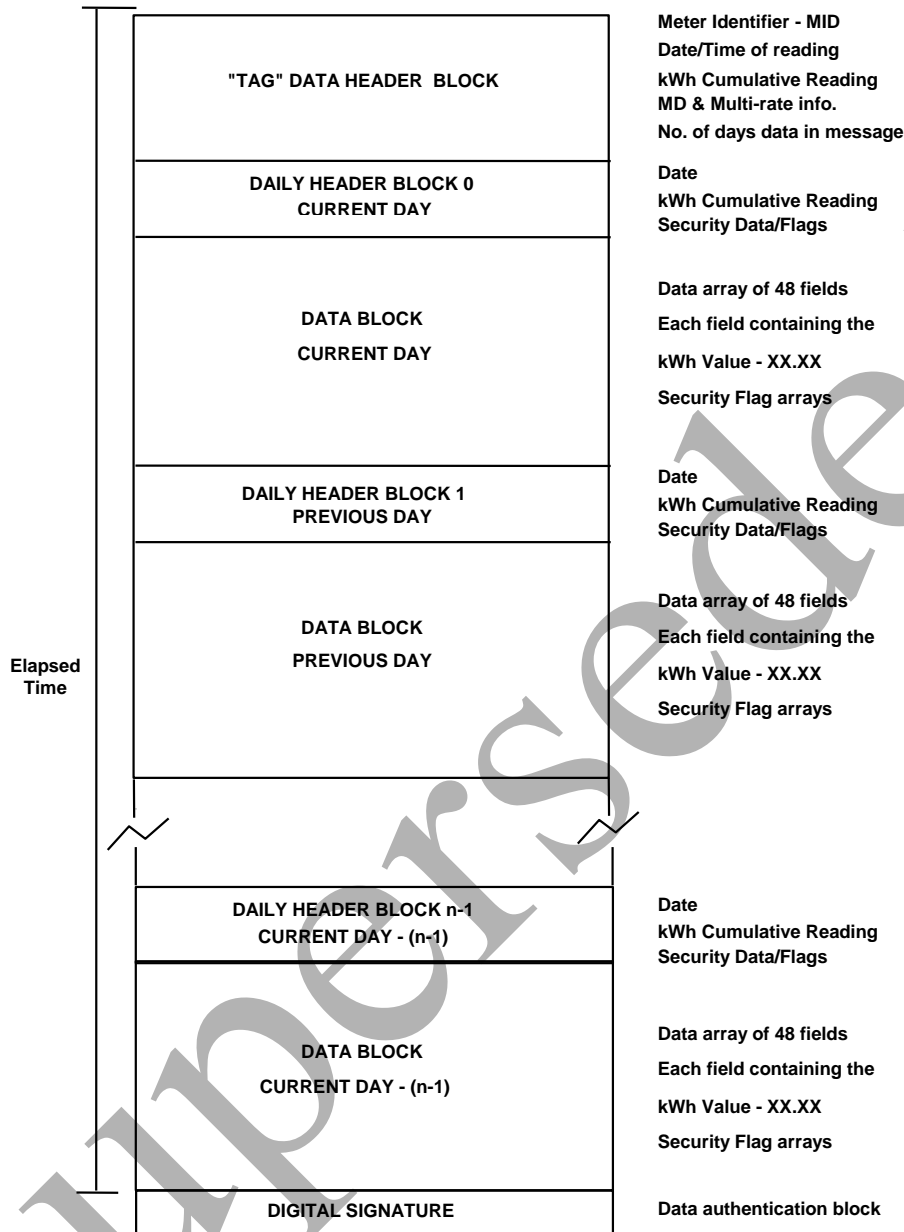 Meter Identifier - MID
Date/Time of reading
"TAG" DATA HEADER BLOCK
kWh Cumulative Reading
MD & Multi-rate info.
No. of days data in message
DAILY HEADER BLOCK 0
CURRENT DAY
Date
kWh Cumulative Reading
Security Data/Flags
DATA BLOCK
CURRENT DAY
Data array of 48 fields
Each field containing the
kWh Value - XX.XX
Security Flag arrays
DAILY HEADER BLOCK 1
PREVIOUS DAY
Date
kWh Cumulative Reading
Security Data/Flags
DATA BLOCK
PREVIOUS DAY
Data array of 48 fields
Each field containing the
kWh Value - XX.XX
Security Flag arrays
Elapsed
Time
DAILY HEADER BLOCK n-1
CURRENT DAY - (n-1)
Date
kWh Cumulative Reading
Security Data/Flags
DATA BLOCK
CURRENT DAY - (n-1)
Data array of 48 fields
Each field containing the
kWh Value - XX.XX
Security Flag arrays
DIGITAL SIGNATURE
Data authentication block
upersede